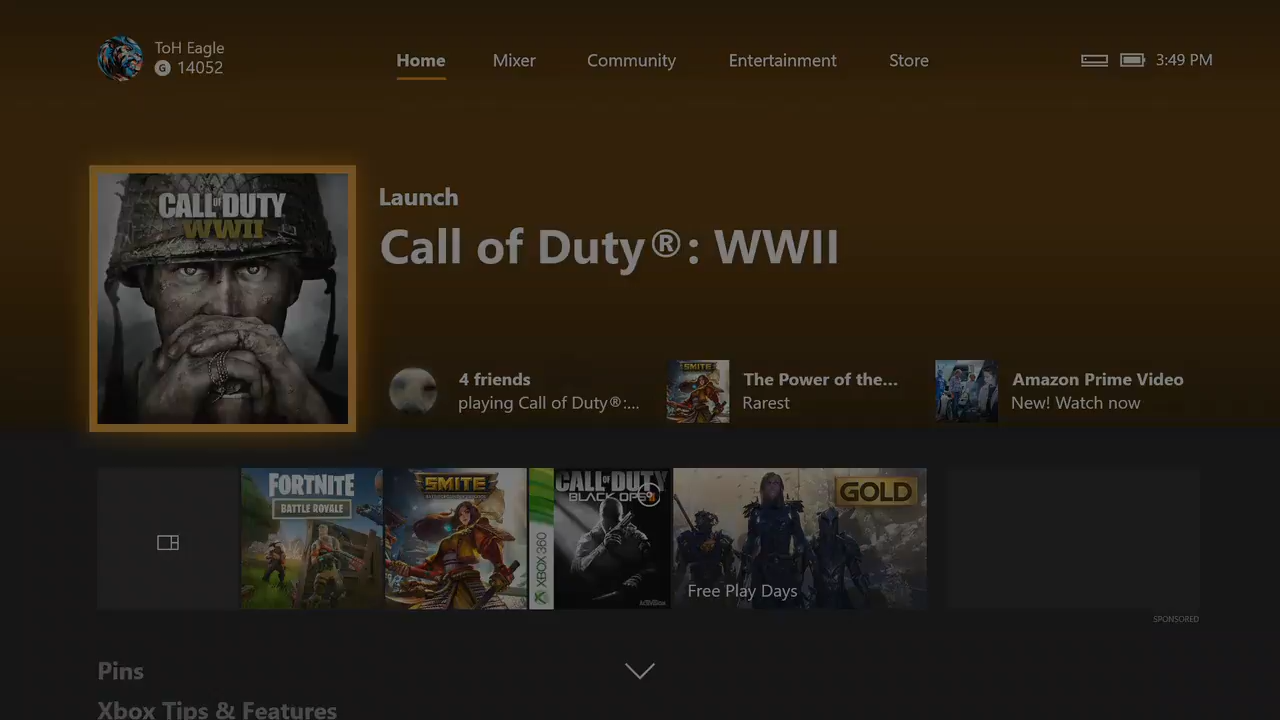 ToH Eagle
G 14052
Home
Mixer
Community
Entertainment
Store
3:49 PM
CALL OF DUTY
WWII
Launch
Call of Duty®: WWII
4 friends
playing Call of Duty®:...
SMITE
The Power of the...
Rarest
Amazon Prime Video
New! Watch now
FORTNITE
BATTLE ROYALE
SMITE
XBOX 360
CALL OF DUTY
BLACK OPS
ACTIVISION
GOLD
Free Play Days
SPONSORED
Pins
Xbox Tips & Features